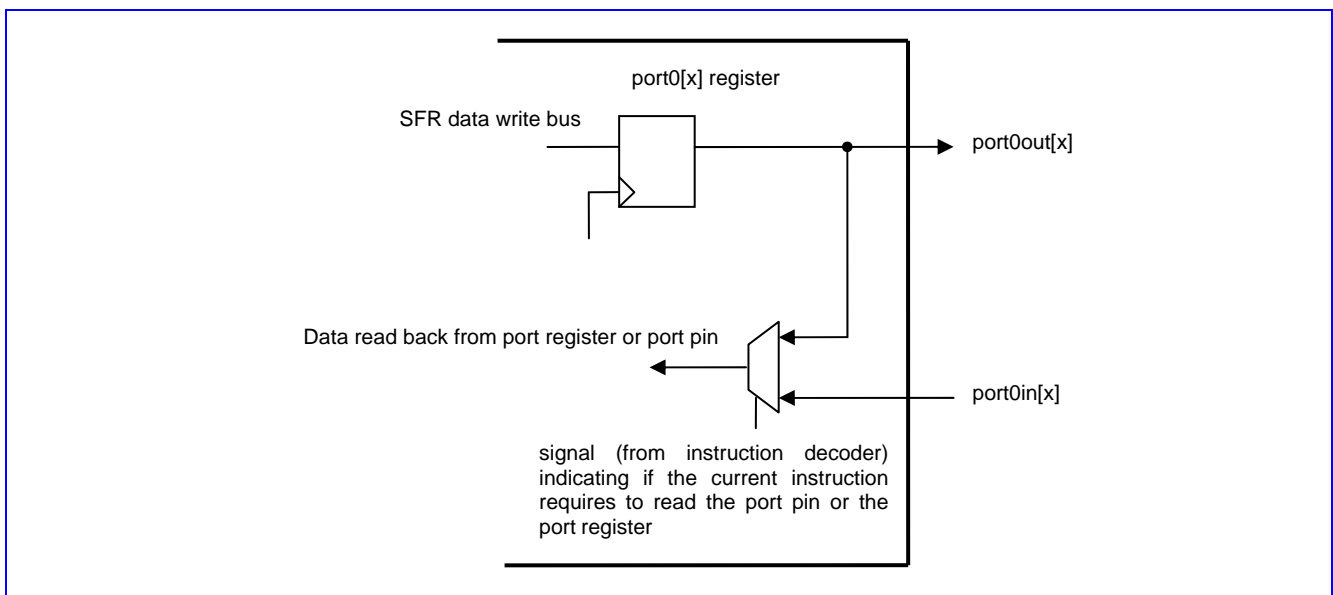 port0[x] register
SFR data write bus
port0out[x]
Data read back from port register or port pin
port0in[x]
signal (from instruction decoder)
indicating if the current instruction
requires to read the port pin or the
port register